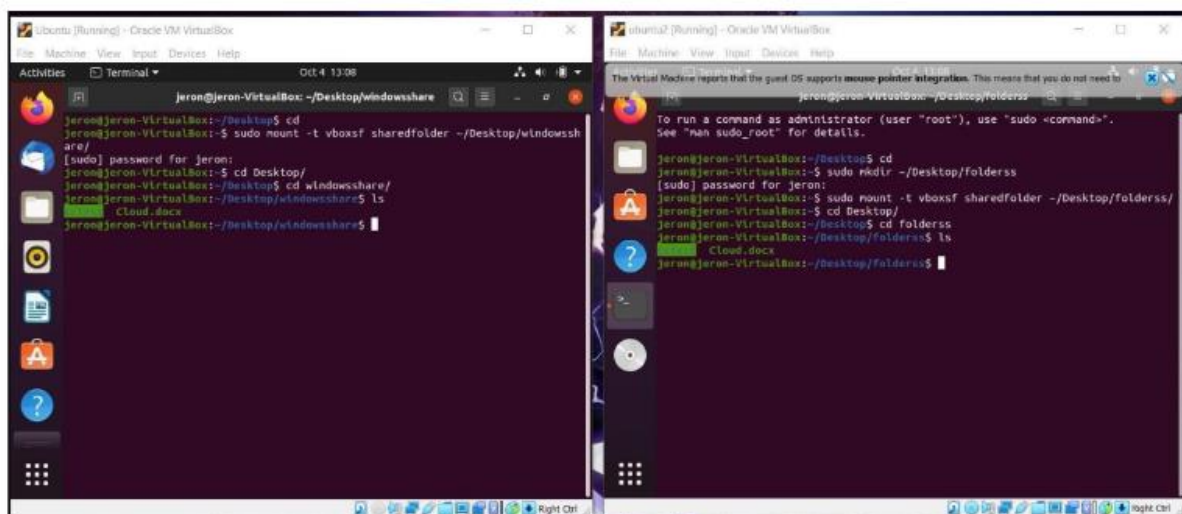 Ubuntu [Running] - Oracle VM VirtualBox
File Machine View Input Devices Help
Activities Terminal Oct 4 13:08
jeron@jeron-VirtualBox: ~/Desktop/windowsshare
jeron@jeron-VirtualBox:~/Desktop$ cd
jeron@jeron-VirtualBox:~$ sudo mount -t vboxsf sharedfolder ~/Desktop/windowssh
are/
[sudo] password for jeron:
jeron@jeron-VirtualBox:~$ cd Desktop/
jeron@jeron-VirtualBox:~/Desktop$ cd windowsshare/
jeron@jeron-VirtualBox:~/Desktop/windowsshare$ ls
Cloud.docx
jeron@jeron-VirtualBox:~/Desktop/windowsshare$
Right Ctrl
ubuntu2 [Running] - Oracle VM VirtualBox
File Machine View Input Devices Help
The Virtual Machine reports that the guest OS supports mouse pointer integration. This means that you do not need to
jeron@jeron-VirtualBox: ~/Desktop/folderss
To run a command as administrator (user "root"), use "sudo <command>".
See "man sudo_root" for details.
jeron@jeron-VirtualBox:~/Desktop$ cd
jeron@jeron-VirtualBox:~$ sudo mkdir ~/Desktop/folderss
[sudo] password for jeron:
jeron@jeron-VirtualBox:~$ sudo mount -t vboxsf sharedfolder ~/Desktop/folderss/
jeron@jeron-VirtualBox:~$ cd Desktop/
jeron@jeron-VirtualBox:~/Desktop$ cd folderss
jeron@jeron-VirtualBox:~/Desktop/folderss$ ls
Cloud.docx
jeron@jeron-VirtualBox:~/Desktop/folderss$
Right Ctrl